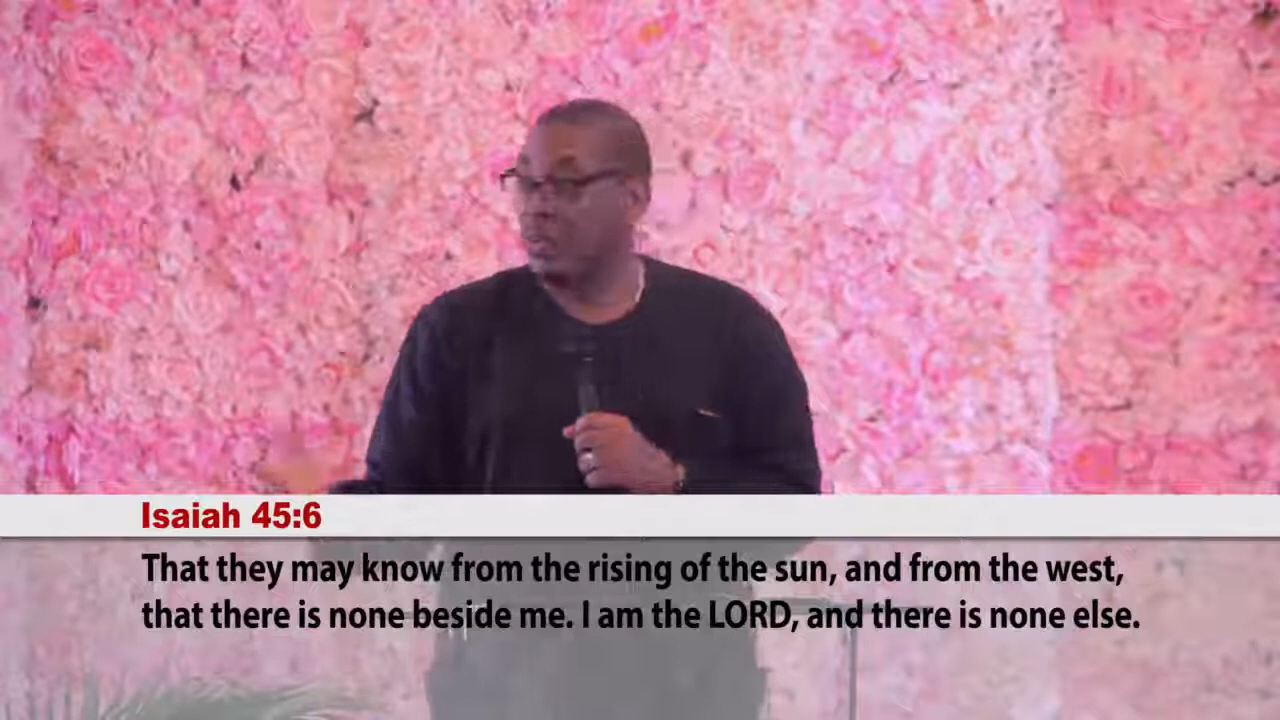 Isaiah 45:6
That they may know from the rising of the sun, and from the west,
that there is none beside me. I am the LORD, and there is none else.